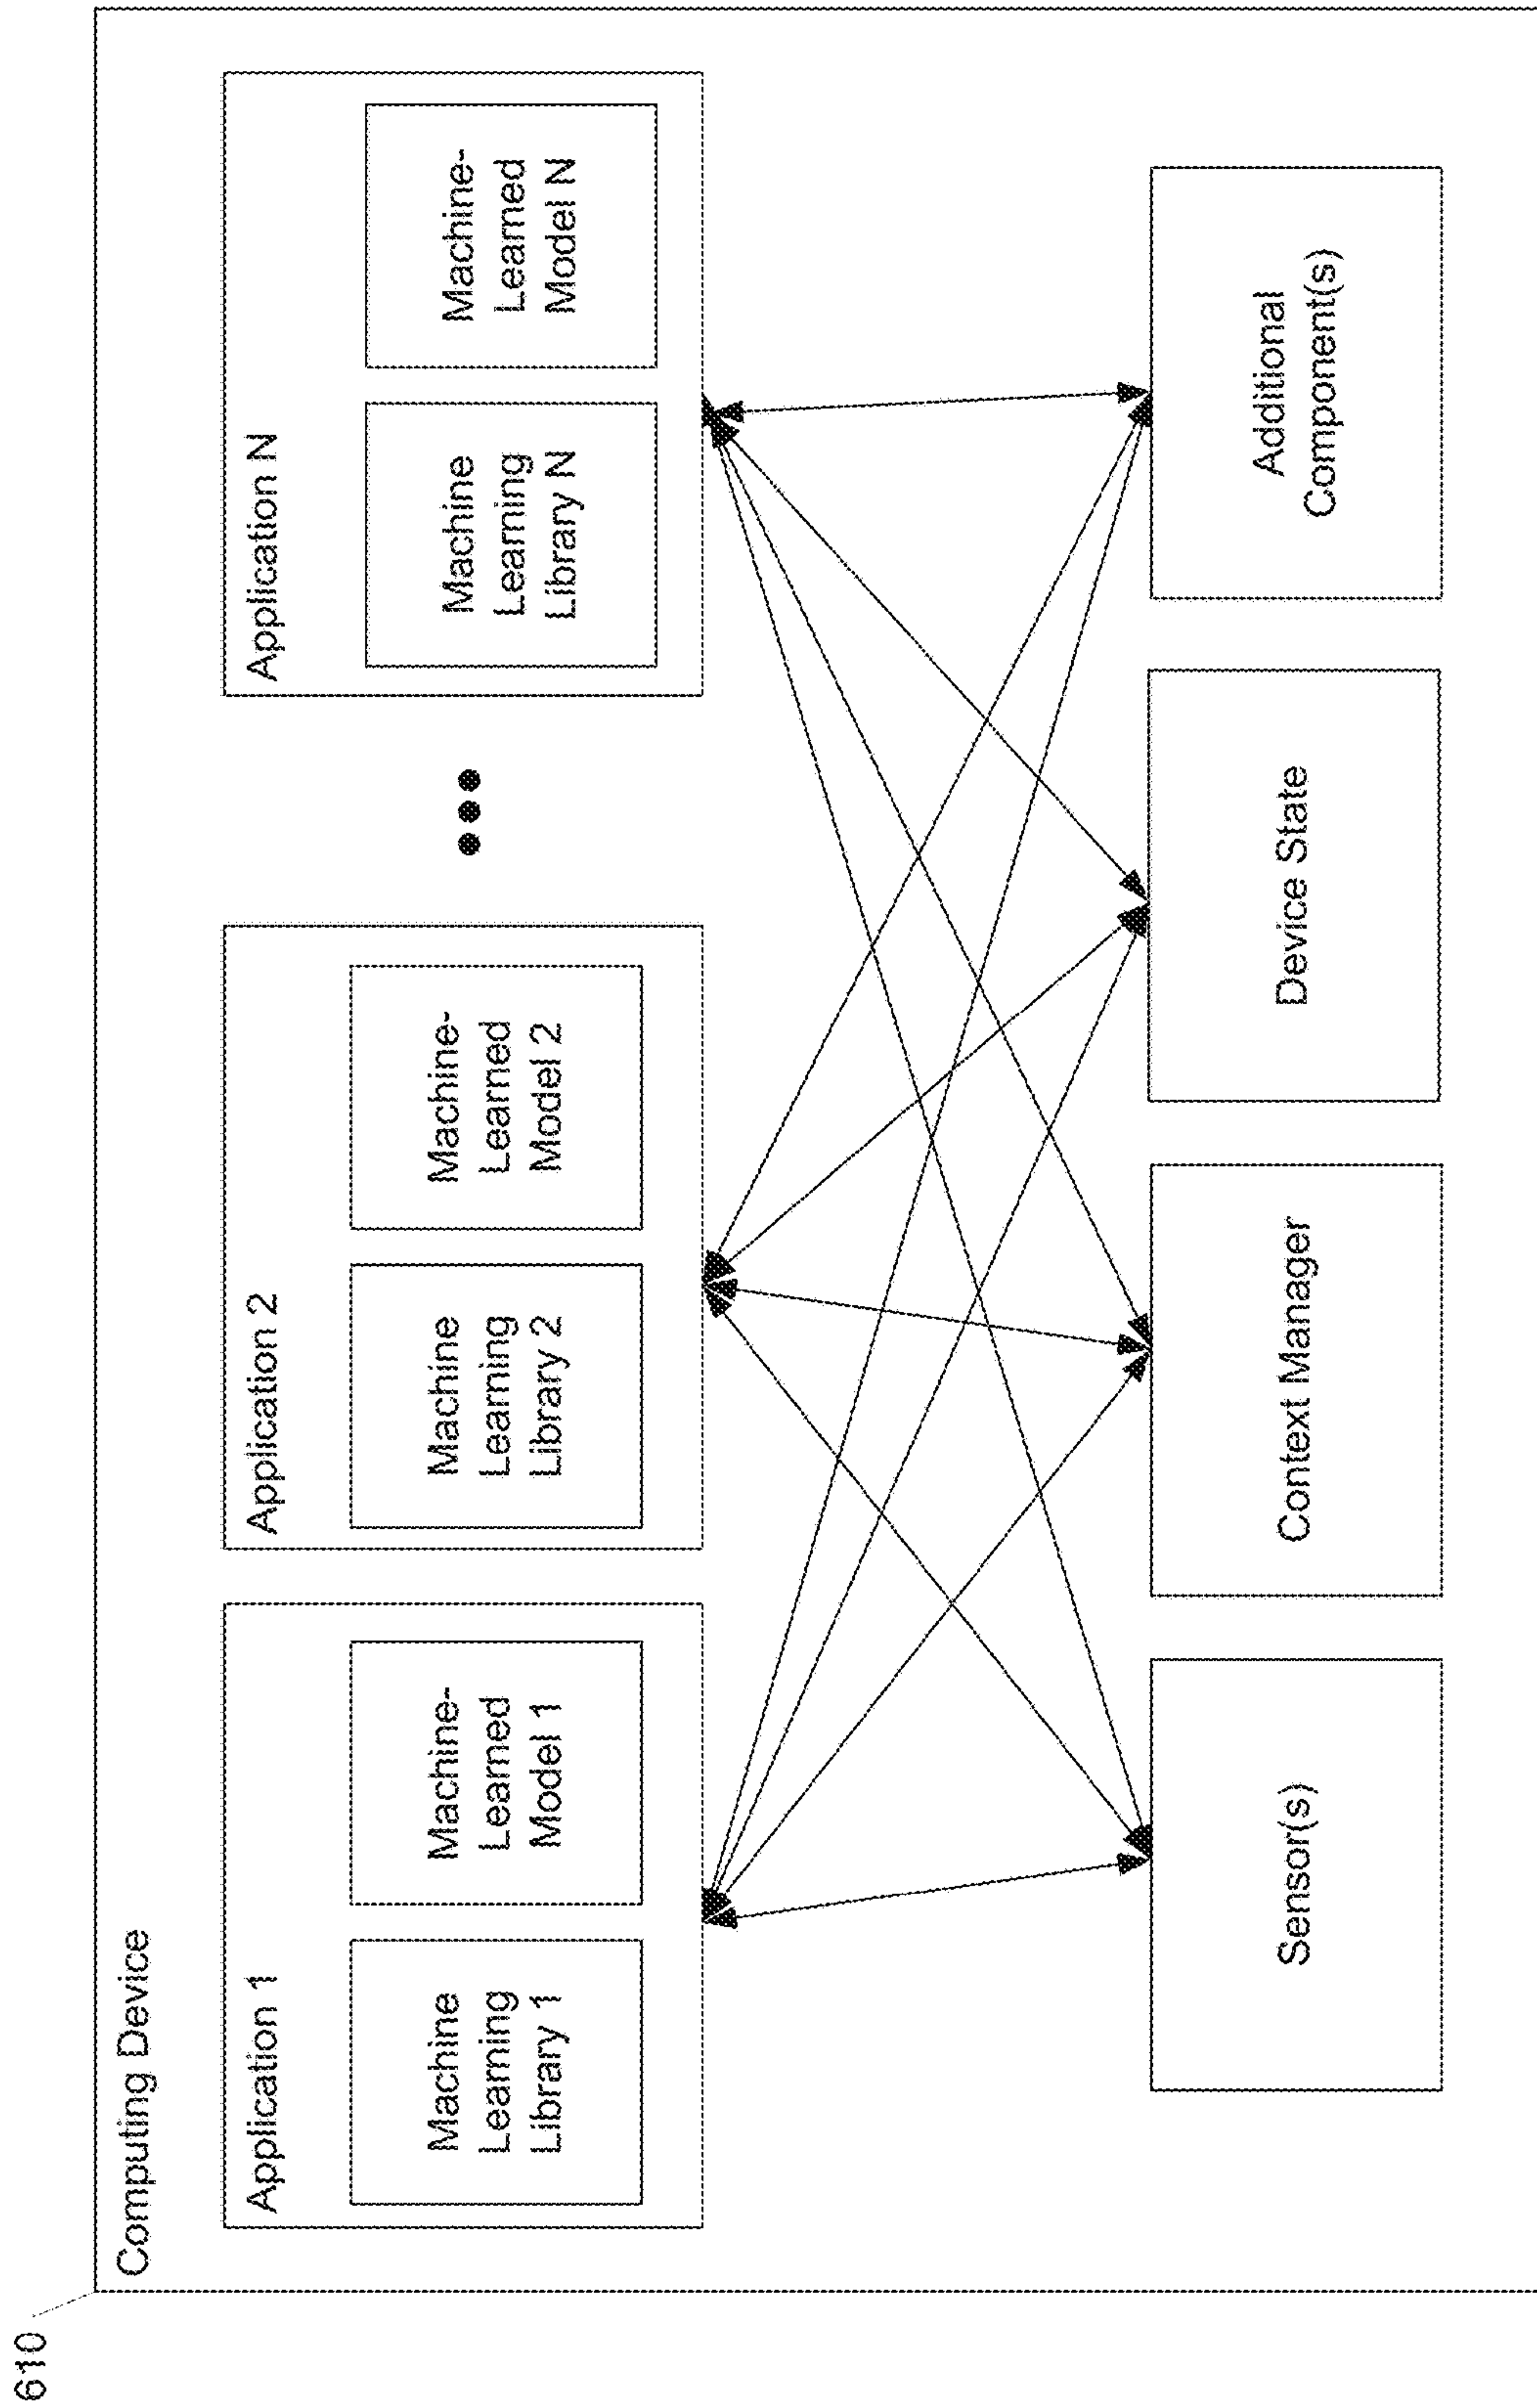 610
Computing Device
Application 1
Machine
Learning
Library 1
Machine-
Learned
Model 1
Application 2
Machine
Learning
Library 2
Machine-
Learned
Model 2
Application N
Machine
Learning
Library N
Machine-
Learned
Model N
Sensor(s)
Context Manager
Device State
Additional
Component(s)